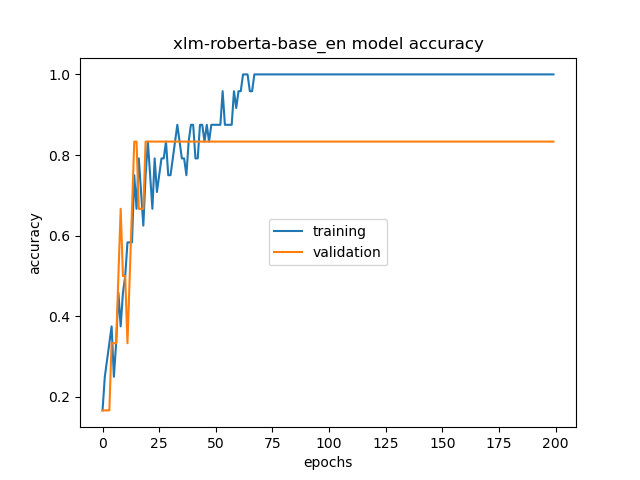 xlm-roberta-base_en model accuracy
accuracy
1.0
0.8
0.6
0.4
0.2
training
validation
0 25 50 75 100 125 150 175 200
epochs